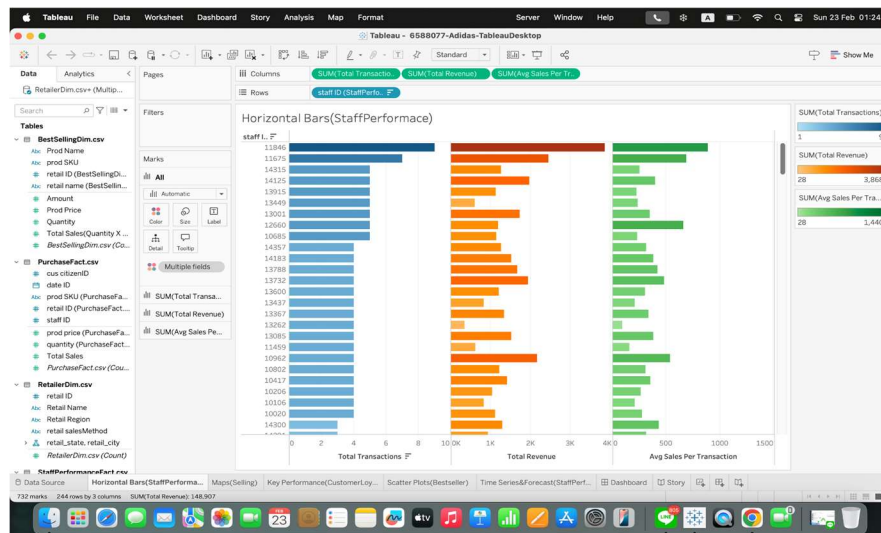 Tableau File Data Worksheet Dashboard Story Analysis Map Format Server Window Help A Sun 23 Feb 01:24
Tableau - 6588077-Adidas-TableauDesktop
Standard
Show Me
Data Analytics
RetailerDim.csv+ (Multip...
Search
Tables
BestSellingDim.csv
Abc Prod Name
Abc prod SKU
retail ID (BestSellingDi...
Abc retail name (BestSellin...
Amount
Prod Price
Quantity
Total Sales(Quantity X ...
BestSellingDim.csv (Co...
PurchaseFact.csv
cus citizenID
date ID
Abc prod SKU (PurchaseFa...
retail ID (PurchaseFact....
staff ID
prod price (PurchaseFa...
quantity (PurchaseFact...
Total Sales
PurchaseFact.csv (Cou...
RetailerDim.csv
retail ID
Abc Retail Name
Abc Retail Region
Abc retail salesMethod
retail_state, retail_city
RetailerDim.csv (Count)
StaffPerformanceFact.csv
Pages
Filters
Marks
All
Automatic
Color Size Label
Detail Tooltip
Multiple fields
SUM(Total Transa...
SUM(Total Revenue)
SUM(Avg Sales Pe...
Columns SUM(Total Transactio.. SUM(Total Revenue) SUM(Avg Sales Per Tr..
Rows staff ID (StaffPerfo..
Horizontal Bars(StaffPerformace)
staff I..
11846
11675
14315
14125
13915
13449
13001
12660
10685
14357
14183
13788
13732
13600
13437
13367
13262
13085
11459
10962
10802
10417
10206
10106
10020
14300
0 2 4 6 8 10
0K 1K 2K 3K 4K
0 500 1000 1500
Total Transactions Total Revenue Avg Sales Per Transaction
SUM(Total Transactions)
1
SUM(Total Revenue)
28 3,868
SUM(Avg Sales Per Tra...
28 1,440
Data Source Horizontal Bars(StaffPerforma... Maps(Selling) Key Performance(CustomerLoy... Scatter Plots(Bestseller) Time Series&Forecast(StaffPerf... Dashboard Story
732 marks 244 rows by 3 columns SUM(Total Revenue): 148,907
FEB
23
tv
LINE